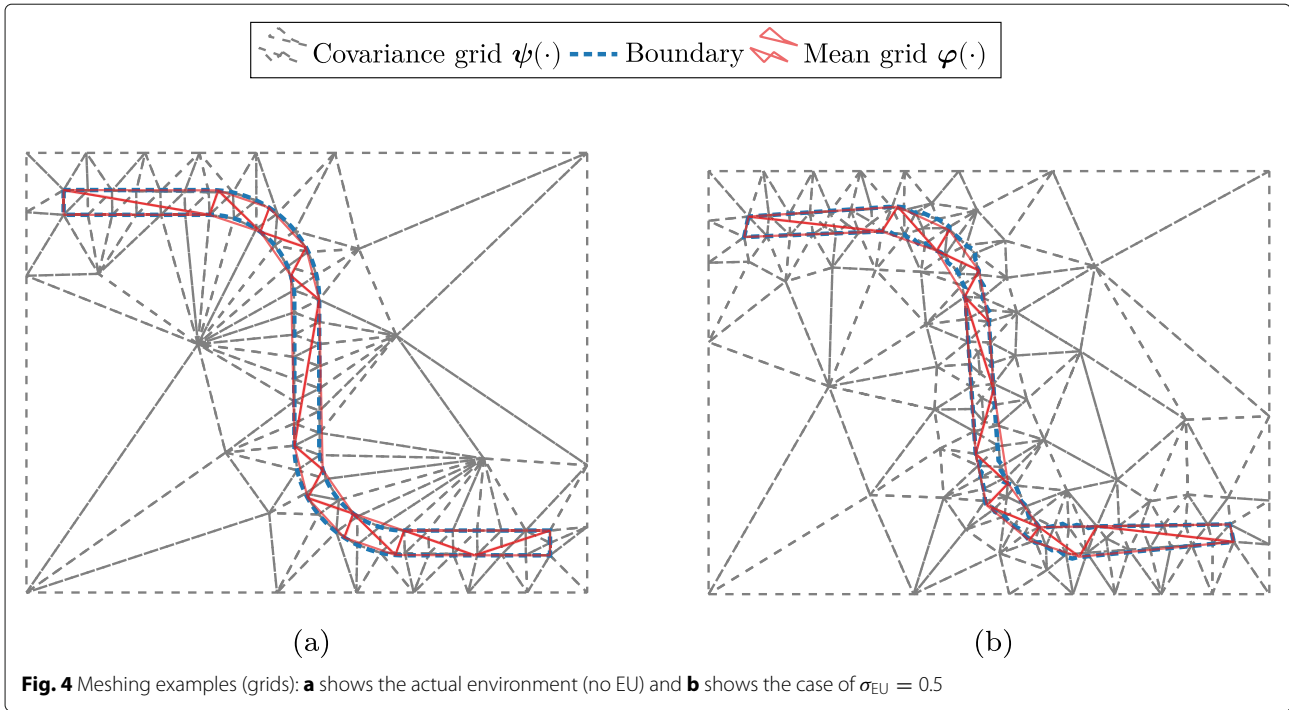 Covariance grid ψ(·) Boundary Mean grid φ(·)
(a) (b)
Fig. 4 Meshing examples (grids): a shows the actual environment (no EU) and b shows the case of σ_EU = 0.5